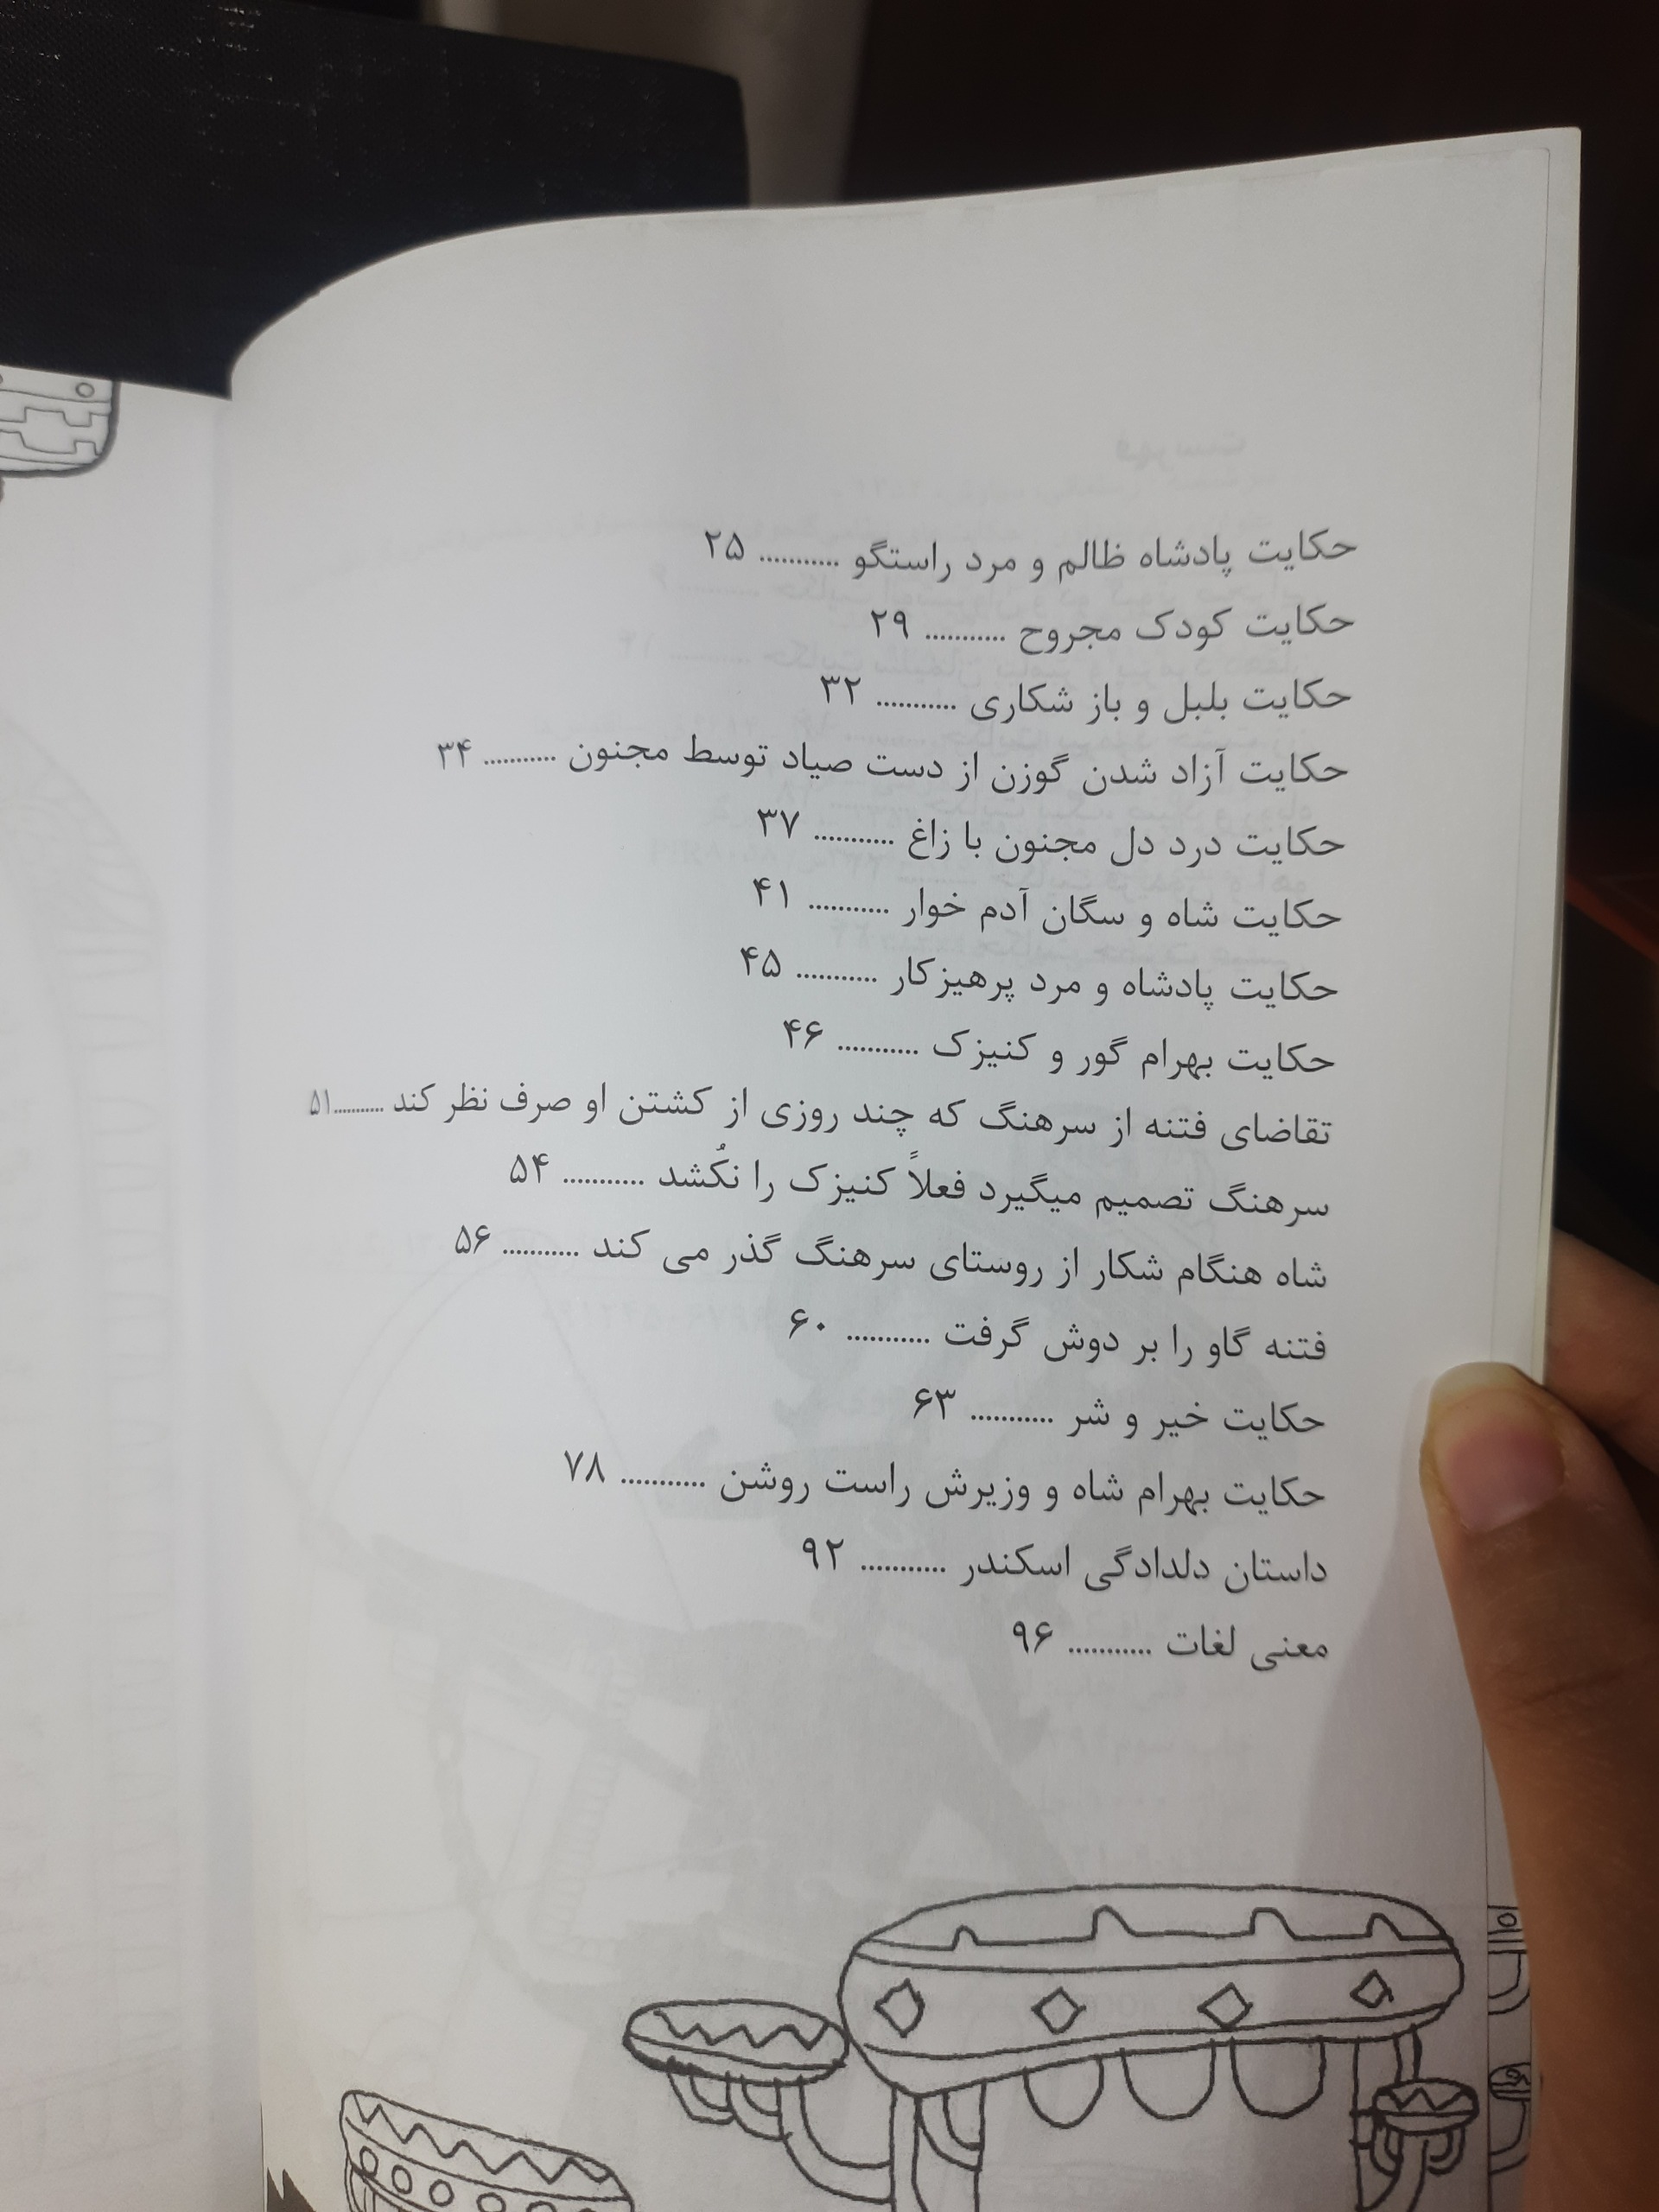 حکایت پادشاه ظالم و مرد راستگو ........... ۲۵
حکایت کودک مجروح ........... ۲۹
حکایت بلبل و باز شکاری ........... ۳۲
حکایت آزاد شدن گوزن از دست صیاد توسط مجنون ........... ۳۴
حکایت درد دل مجنون با زاغ ........... ۳۷
حکایت شاه و سگان آدم خوار ........... ۴۱
حکایت پادشاه و مرد پرهیزکار ........... ۴۵
حکایت بهرام گور و کنیزک ........... ۴۶
تقاضای فتنه از سرهنگ که چند روزی از کشتن او صرف نظر کند ...........۵۱
سرهنگ تصمیم میگیرد فعلاً کنیزک را نکُشد ........... ۵۴
شاه هنگام شکار از روستای سرهنگ گذر می کند ........... ۵۶
فتنه گاو را بر دوش گرفت ........... ۶۰
حکایت خیر و شر ........... ۶۳
حکایت بهرام شاه و وزیرش راست روشن ........... ۷۸
داستان دلدادگی اسکندر ........... ۹۲
معنی لغات ........... ۹۶